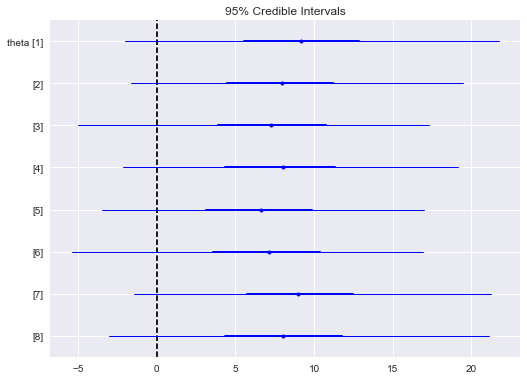 95% Credible Intervals
theta [1]
[2]
[3]
[4]
[5]
[6]
[7]
[8]
−5 0 5 10 15 20